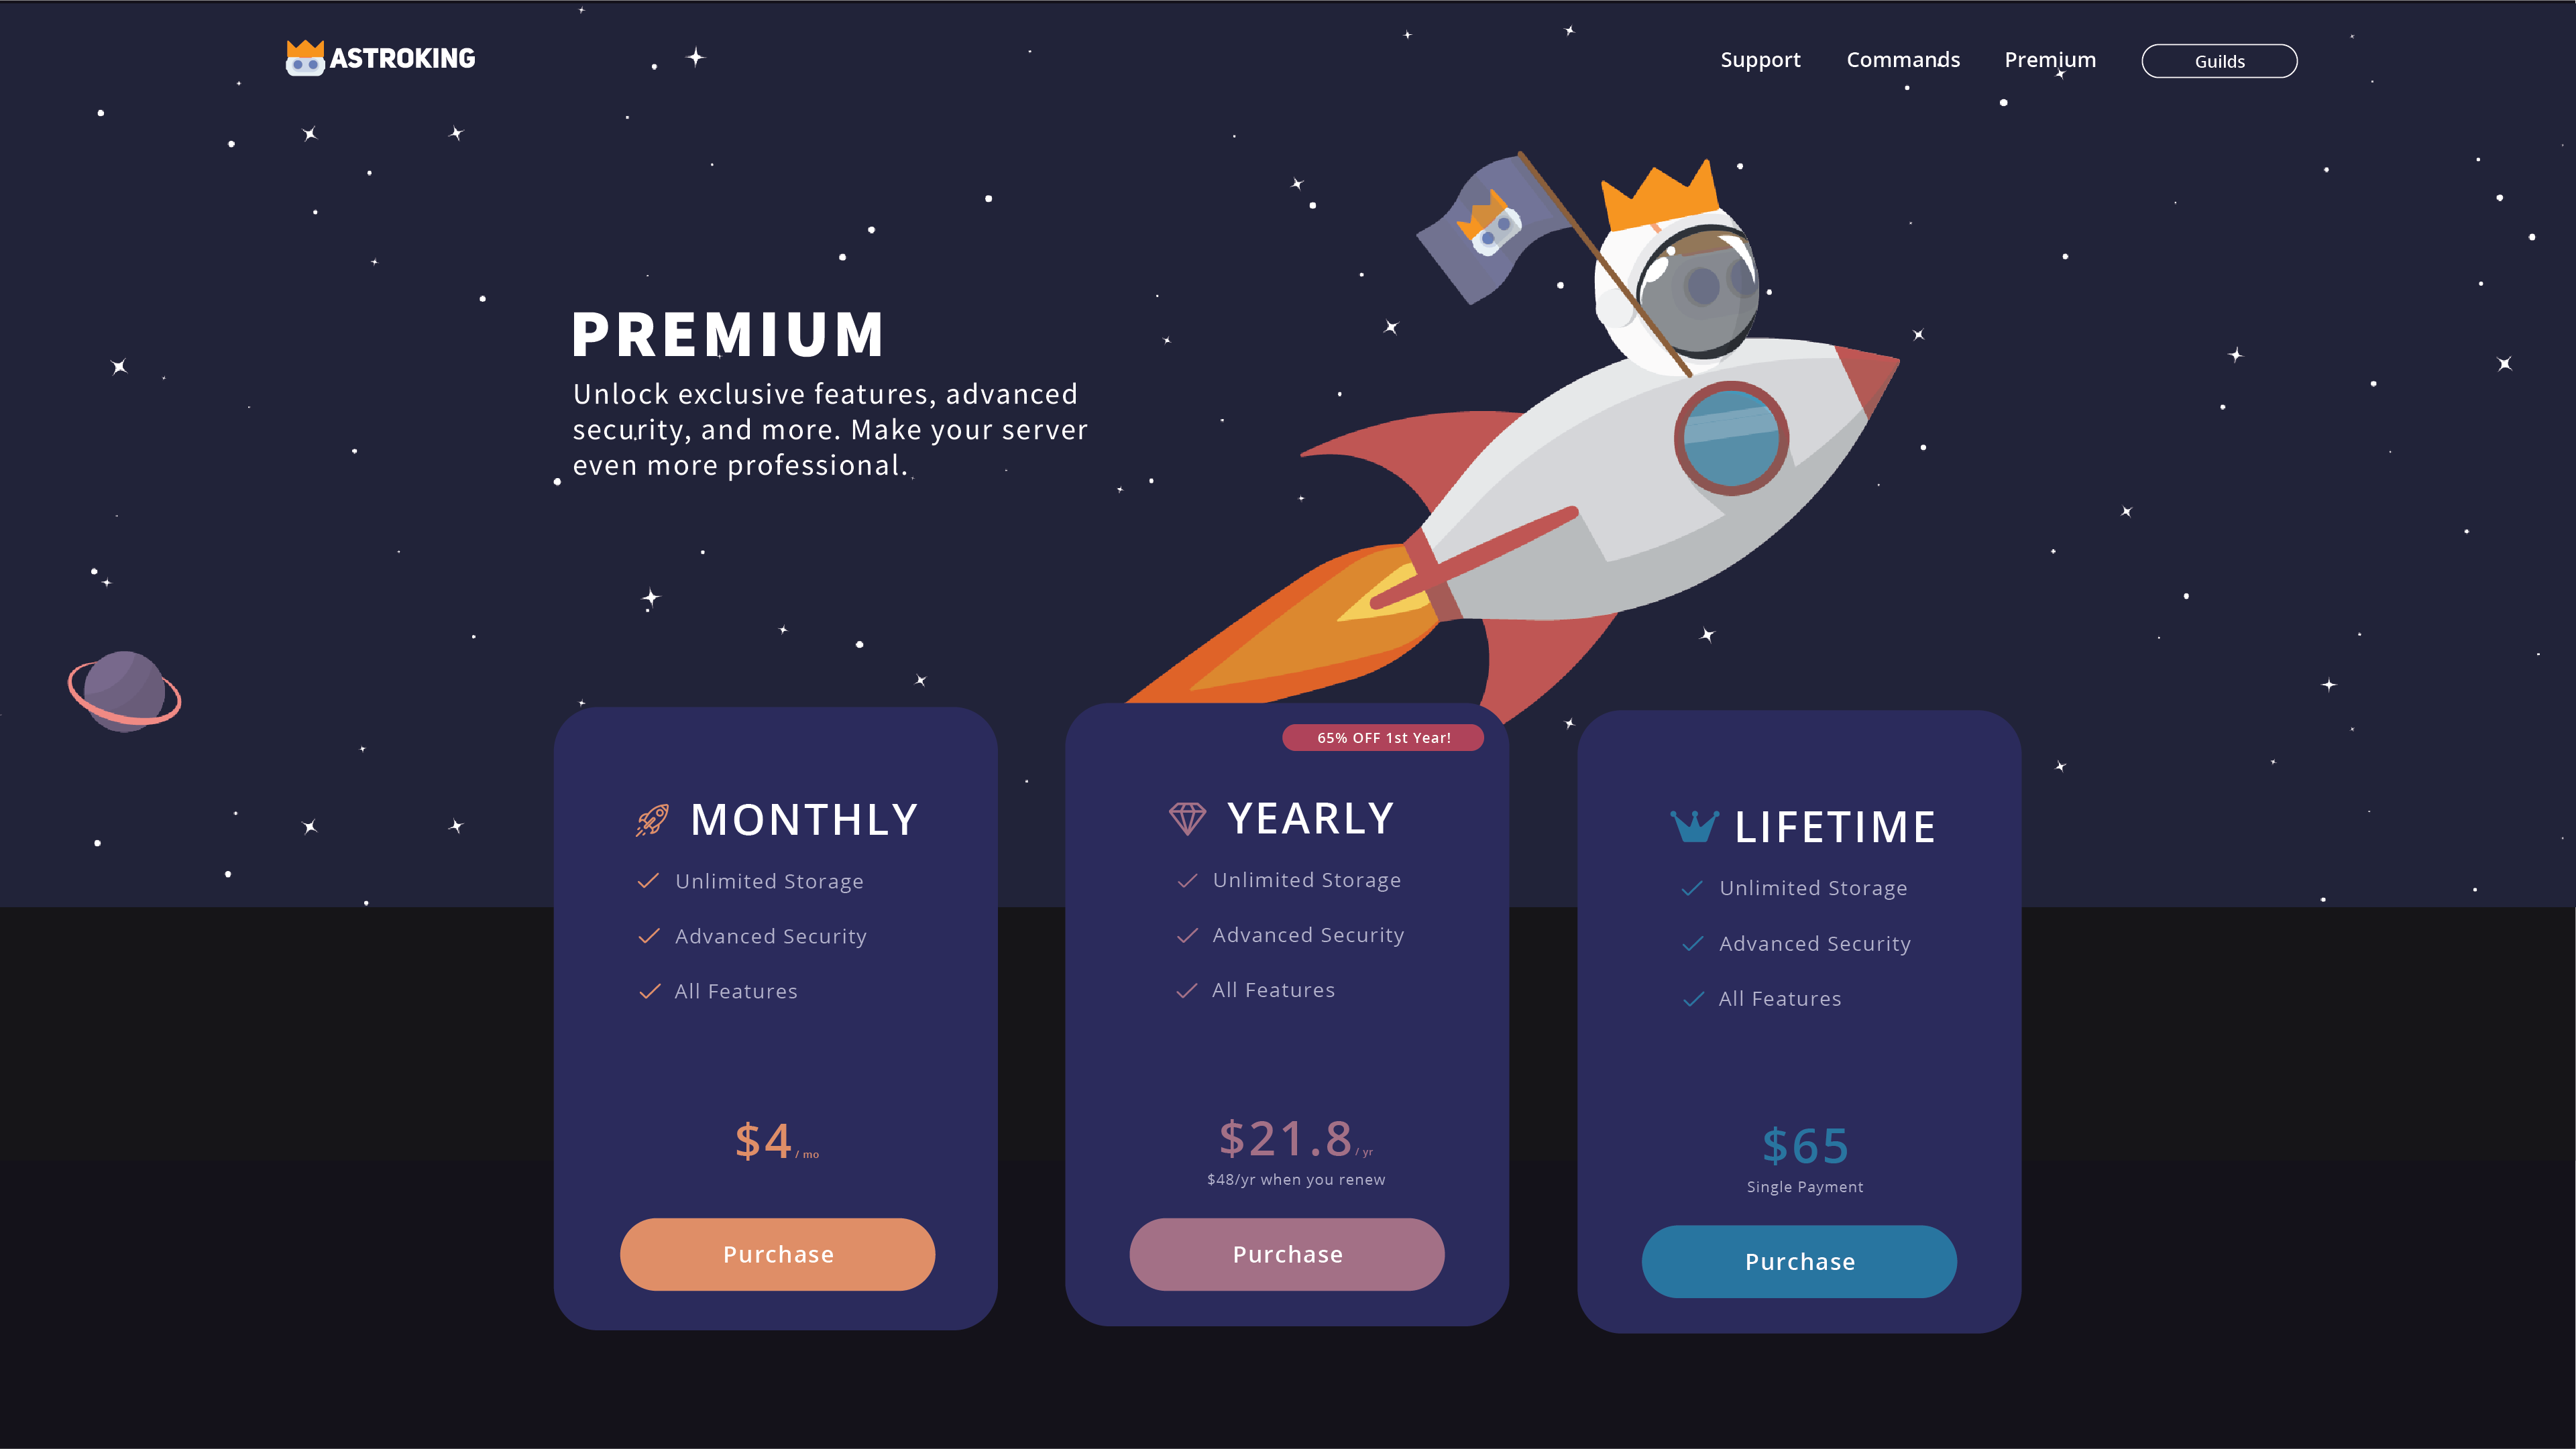 ASTROKING
Support Commands Premium Guilds
PREMIUM
Unlock exclusive features, advanced
security, and more. Make your server
even more professional.
MONTHLY
Unlimited Storage
Advanced Security
All Features
$4 / mo
Purchase
65% OFF 1st Year!
YEARLY
Unlimited Storage
Advanced Security
All Features
$21.8 / yr
$48/yr when you renew
Purchase
LIFETIME
Unlimited Storage
Advanced Security
All Features
$65
Single Payment
Purchase